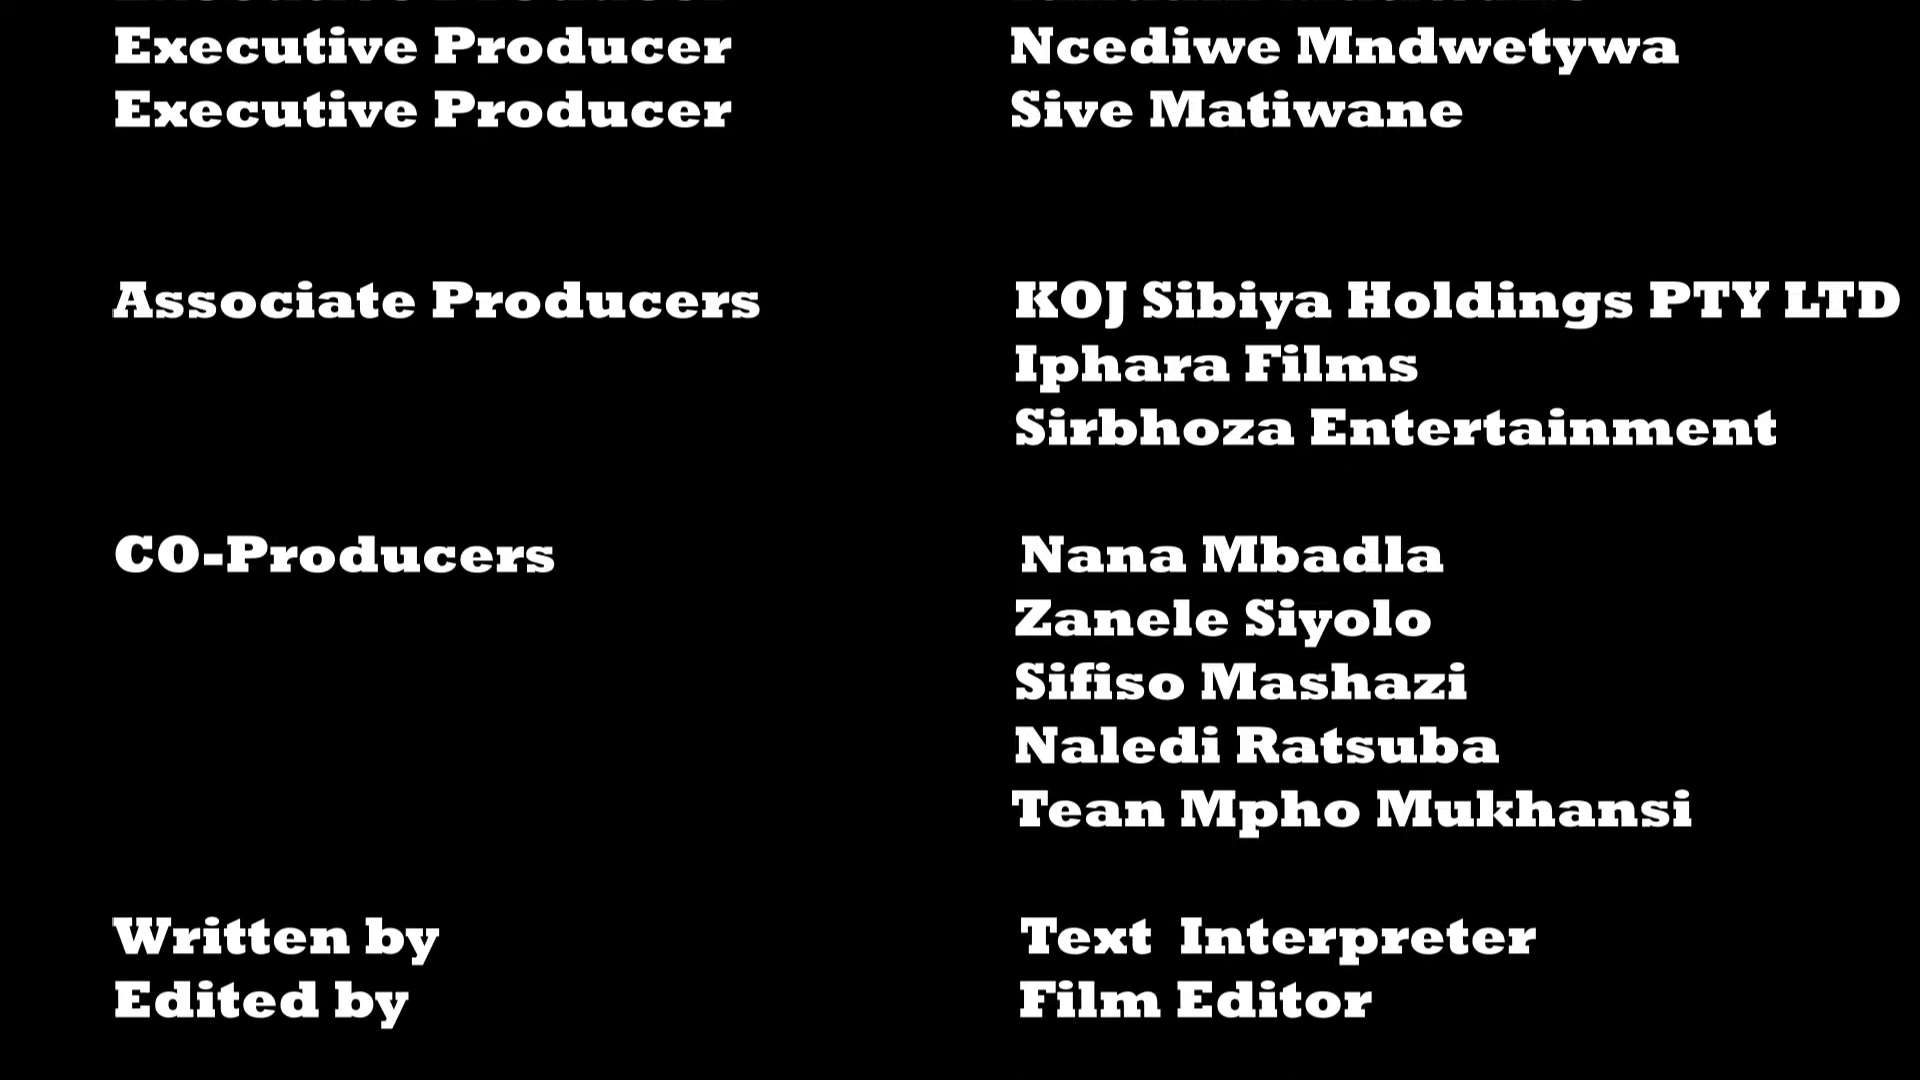 Executive Producer Ncediwe Mndwetywa
Executive Producer Sive Matiwane
Associate Producers KOJ Sibiya Holdings PTY LTD
Iphara Films
Sirbhoza Entertainment
CO-Producers Nana Mbadla
Zanele Siyolo
Sifiso Mashazi
Naledi Ratsuba
Tean Mpho Mukhansi
Written by Text Interpreter
Edited by Film Editor